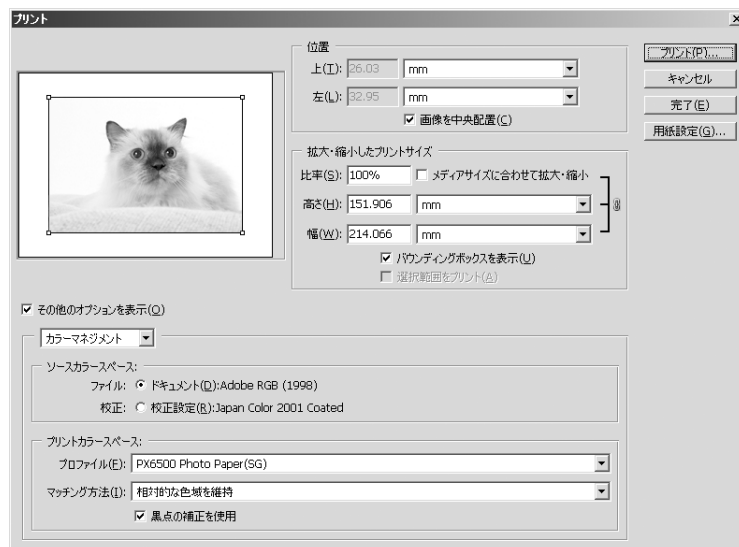 プリント
位置
上(T): 26.03 mm
左(L): 32.95 mm
画像を中央配置(C)
プリント(P)...
キャンセル
完了(E)
用紙設定(G)...
拡大・縮小したプリントサイズ
比率(S): 100% メディアサイズに合わせて拡大・縮小
高さ(H): 151.906 mm
幅(W): 214.066 mm
バウンディングボックスを表示(U)
選択範囲をプリント(A)
その他のオプションを表示(O)
カラーマネジメント
ソースカラースペース:
ファイル: ドキュメント(D):Adobe RGB (1998)
校正: 校正設定(R):Japan Color 2001 Coated
プリントカラースペース:
プロファイル(F): PX6500 Photo Paper(SG)
マッチング方法(I): 相対的な色域を維持
黒点の補正を使用